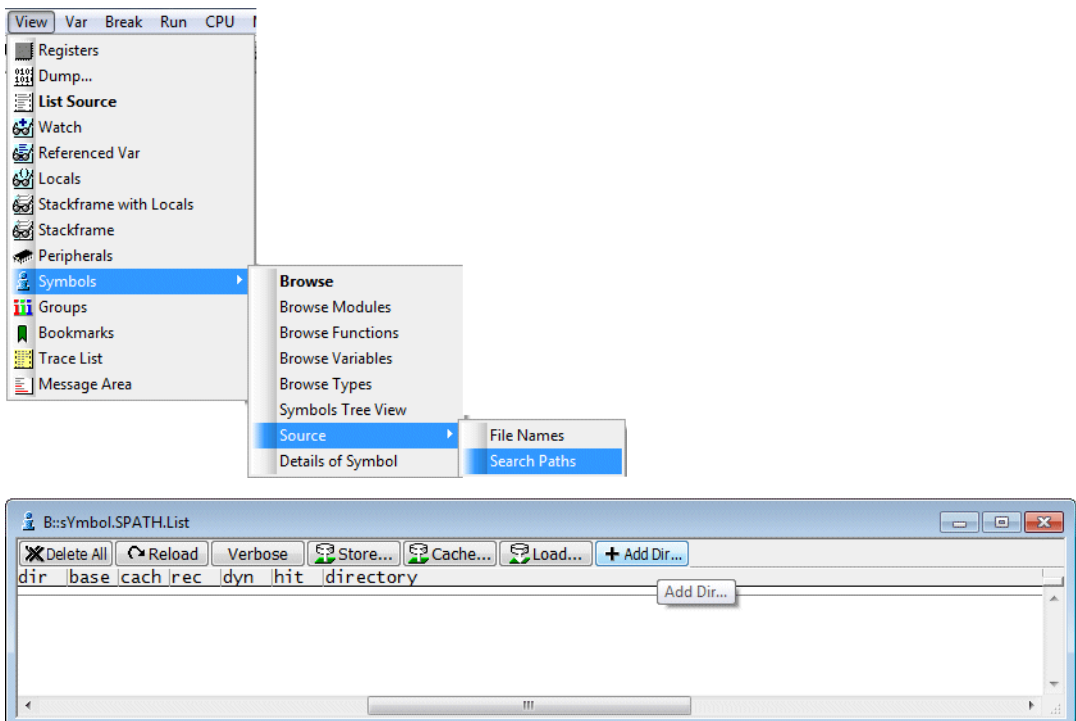 View Var Break Run CPU
Registers
Dump...
List Source
Watch
Referenced Var
Locals
Stackframe with Locals
Stackframe
Peripherals
Symbols
Groups
Bookmarks
Trace List
Message Area
Browse
Browse Modules
Browse Functions
Browse Variables
Browse Types
Symbols Tree View
Source
Details of Symbol
File Names
Search Paths
B::sYmbol.SPATH.List
Delete All Reload Verbose Store... Cache... Load... Add Dir...
dir base cach rec dyn hit directory
Add Dir...